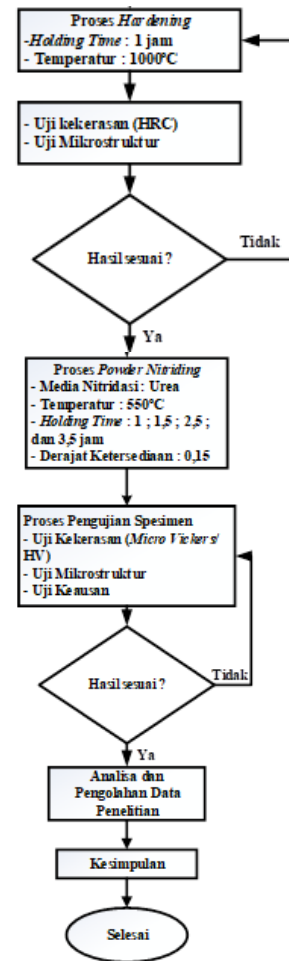 Proses Hardening
-Holding Time : 1 jam
- Temperatur : 1000°C
- Uji kekerasan (HRC)
- Uji Mikrostruktur
Hasil sesuai ?
Tidak
Ya
Proses Powder Nitriding
- Media Nitridasi : Urea
- Temperatur : 550°C
- Holding Time : 1 ; 1,5 ; 2,5 ;
dan 3,5 jam
- Derajat Ketersediaan : 0,15
Proses Pengujian Spesimen
- Uji Kekerasan (Micro Vickers/
HV)
- Uji Mikrostruktur
- Uji Keausan
Hasil sesuai ?
Tidak
Ya
Analisa dan
Pengolahan Data
Penelitian
Kesimpulan
Selesai